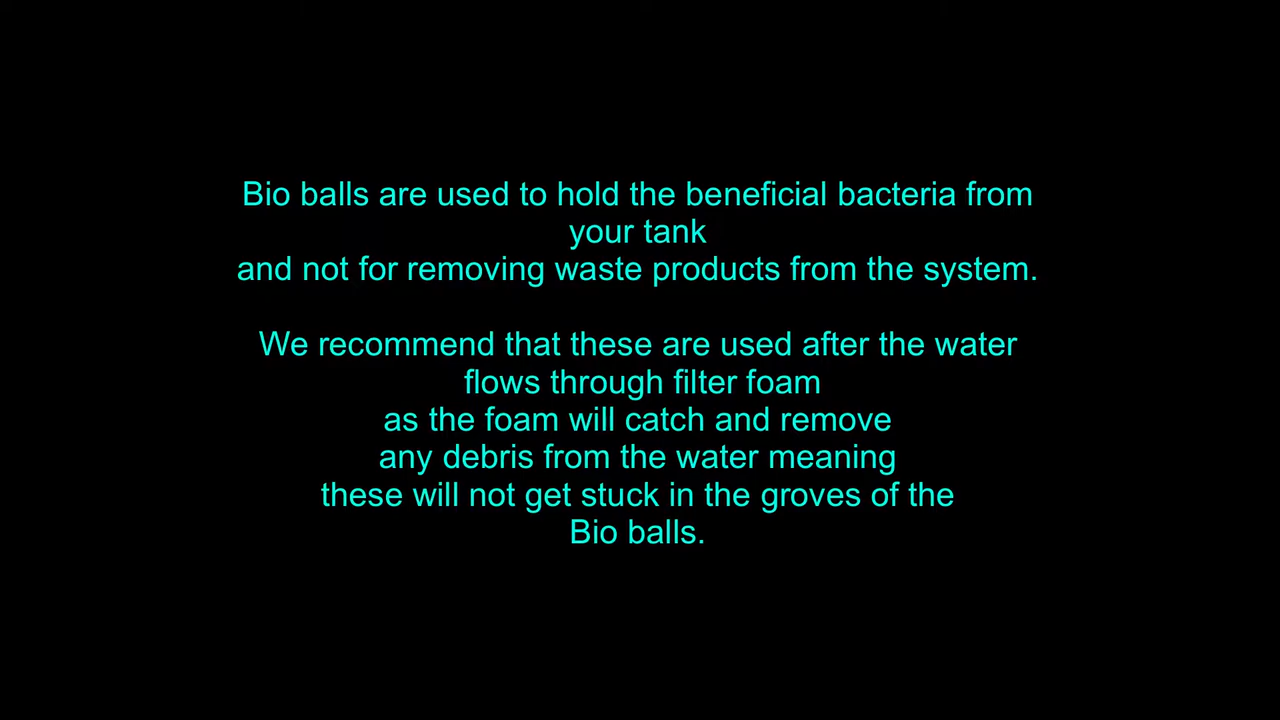 Bio balls are used to hold the beneficial bacteria from
your tank
and not for removing waste products from the system.
We recommend that these are used after the water
flows through filter foam
as the foam will catch and remove
any debris from the water meaning
these will not get stuck in the groves of the
Bio balls.